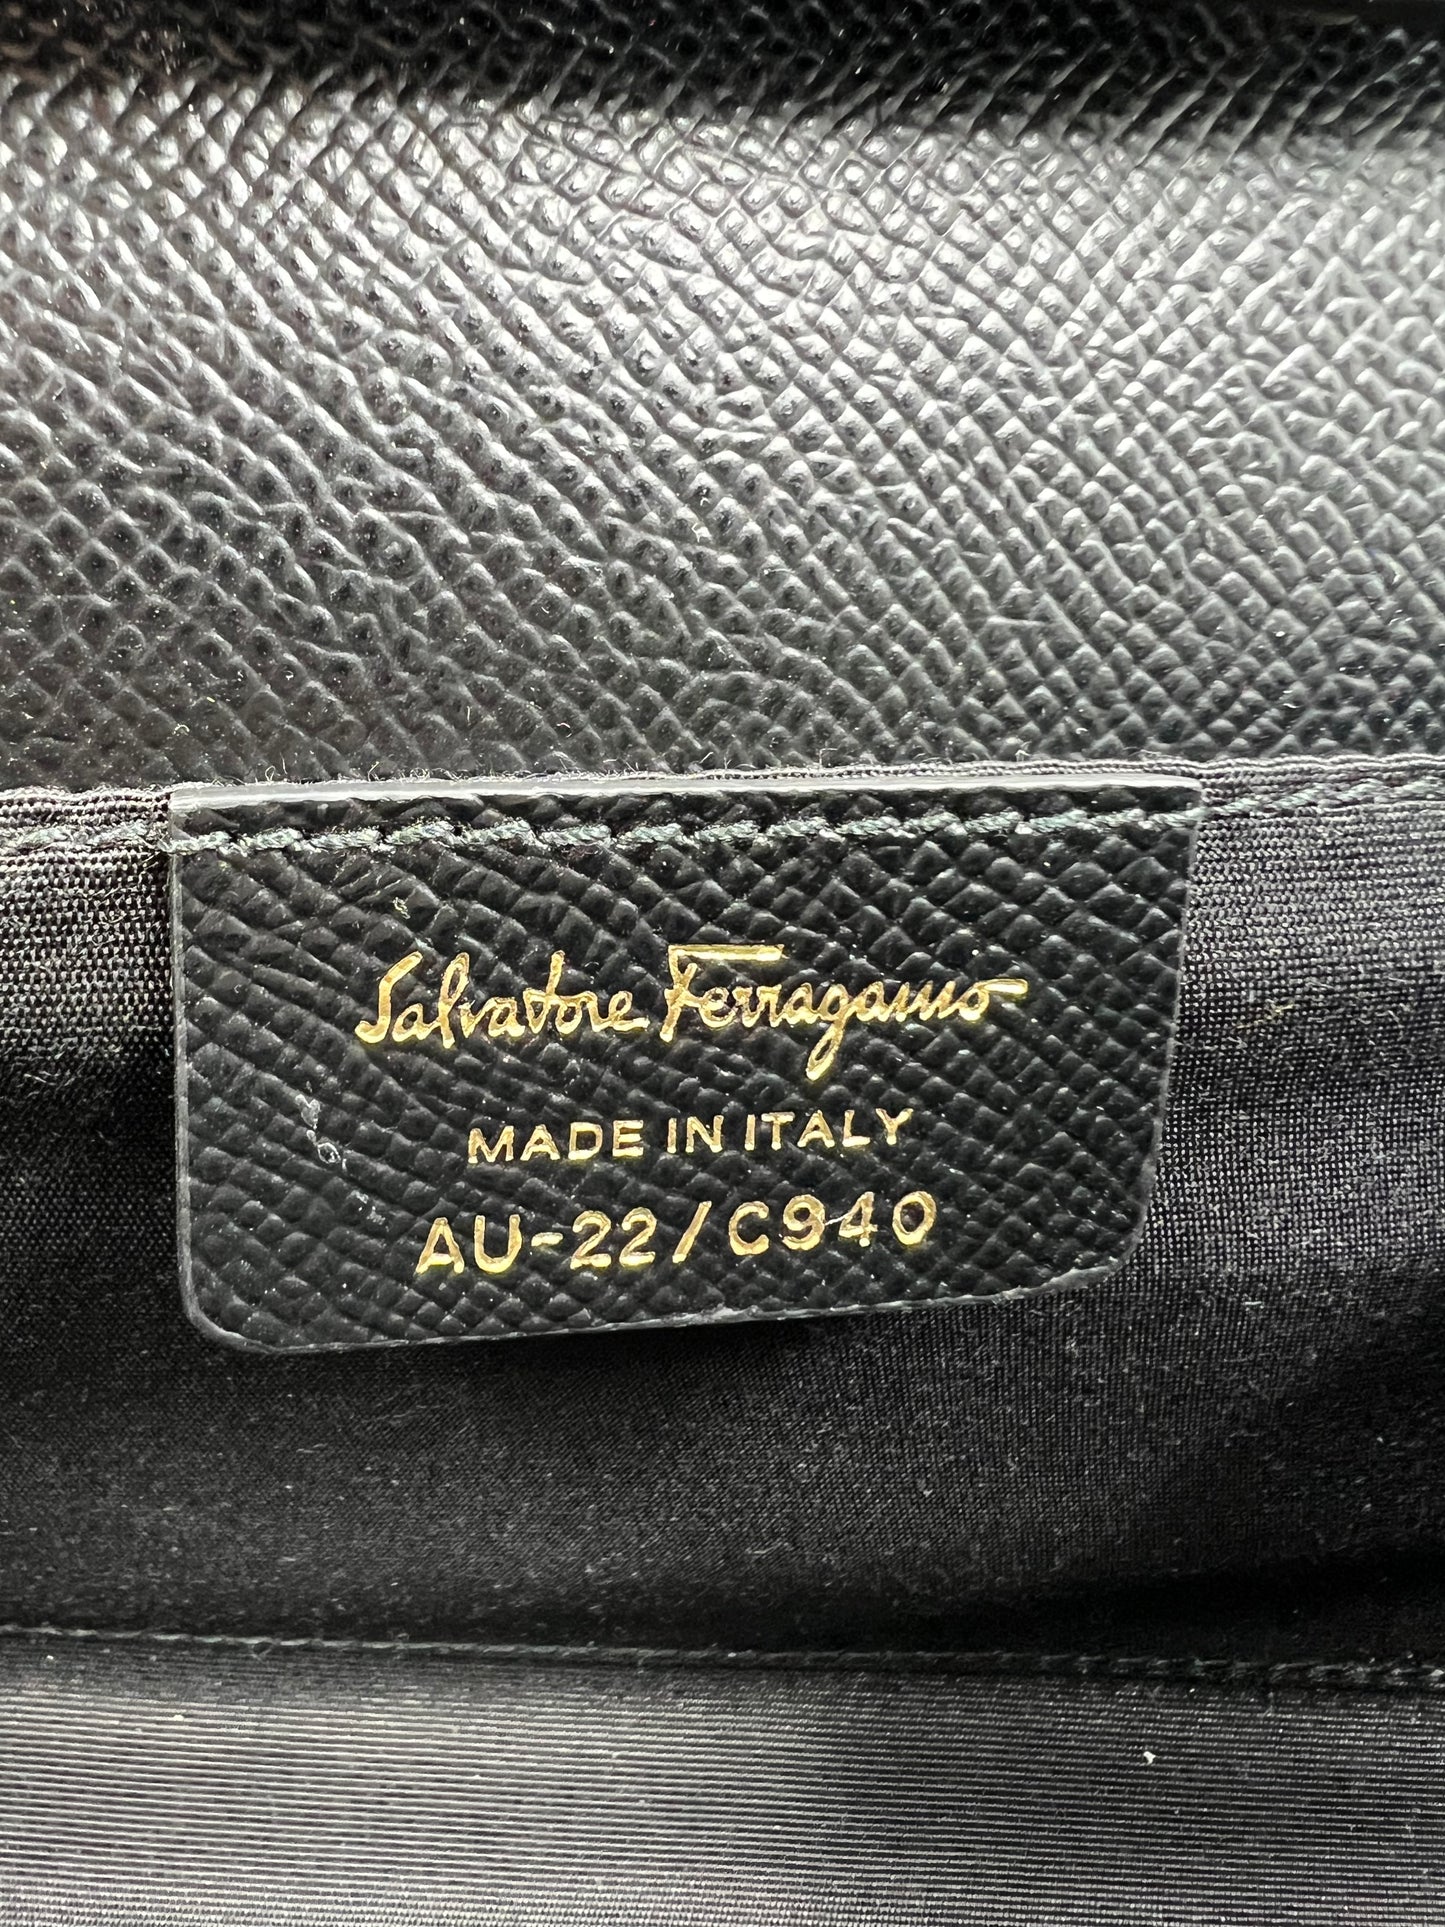 Salvatore Ferragamo
MADE IN ITALY
AU-22/C940